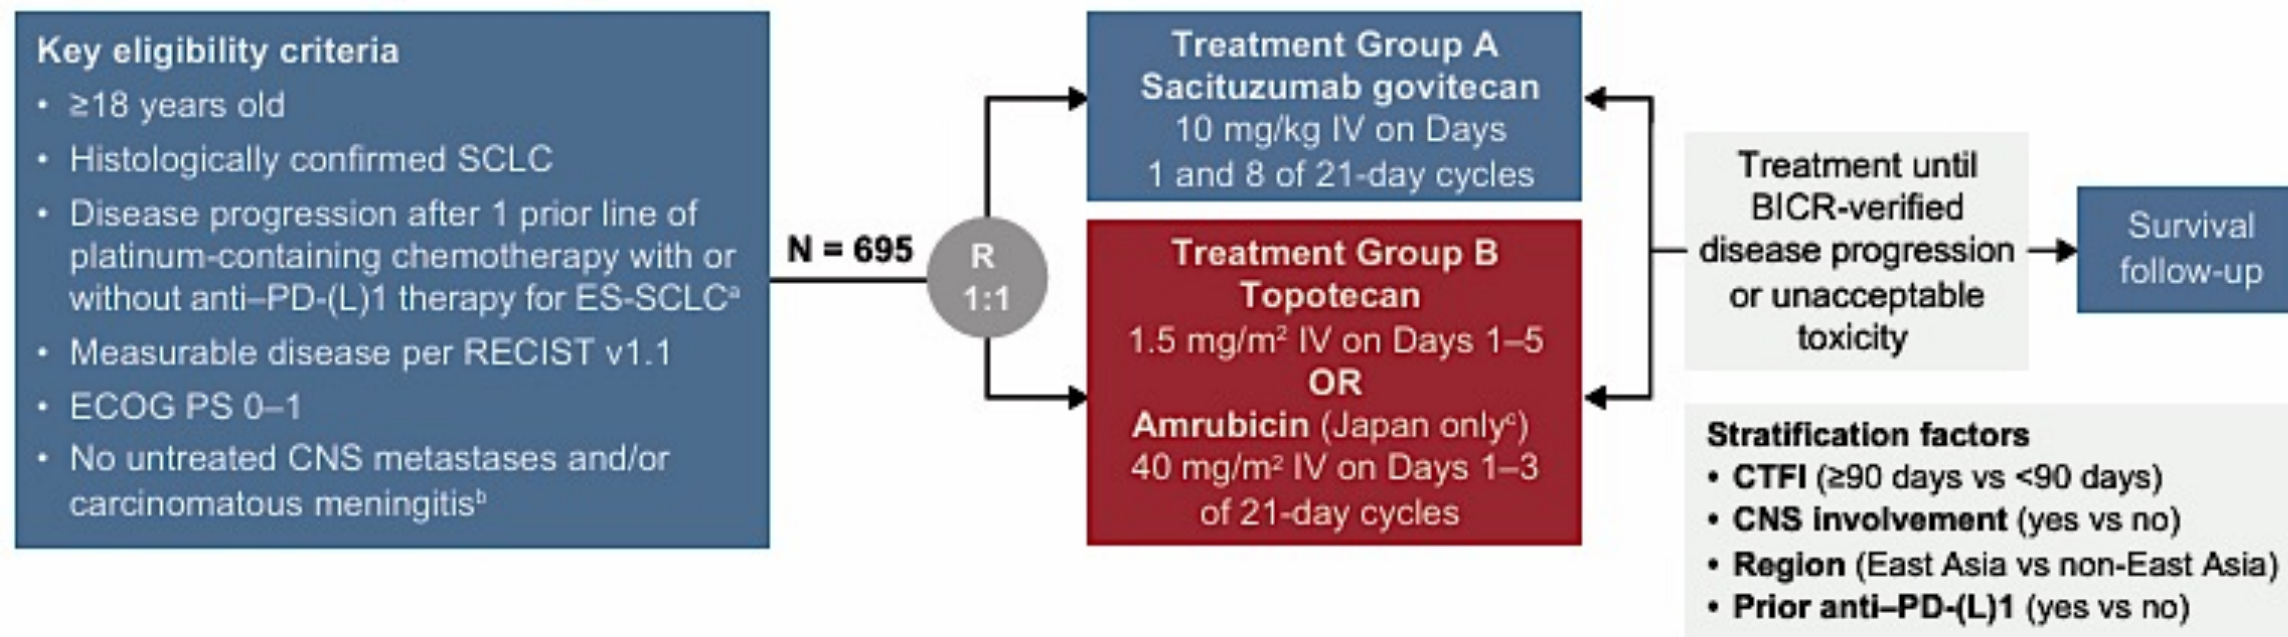 Key eligibility criteria
• ≥18 years old
• Histologically confirmed SCLC
• Disease progression after 1 prior line of
platinum-containing chemotherapy with or
without anti–PD-(L)1 therapy for ES-SCLCᵃ
• Measurable disease per RECIST v1.1
• ECOG PS 0–1
• No untreated CNS metastases and/or
carcinomatous meningitisᵇ
N = 695
R
1:1
Treatment Group A
Sacituzumab govitecan
10 mg/kg IV on Days
1 and 8 of 21-day cycles
Treatment Group B
Topotecan
1.5 mg/m² IV on Days 1–5
OR
Amrubicin (Japan onlyᶜ)
40 mg/m² IV on Days 1–3
of 21-day cycles
Treatment until
BICR-verified
disease progression
or unacceptable
toxicity
Survival
follow-up
Stratification factors
• CTFI (≥90 days vs <90 days)
• CNS involvement (yes vs no)
• Region (East Asia vs non-East Asia)
• Prior anti–PD-(L)1 (yes vs no)